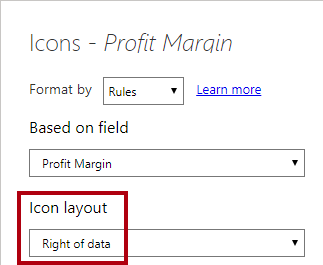 Icons - Profit Margin
Format by Rules Learn more
Based on field
Profit Margin
Icon layout
Right of data